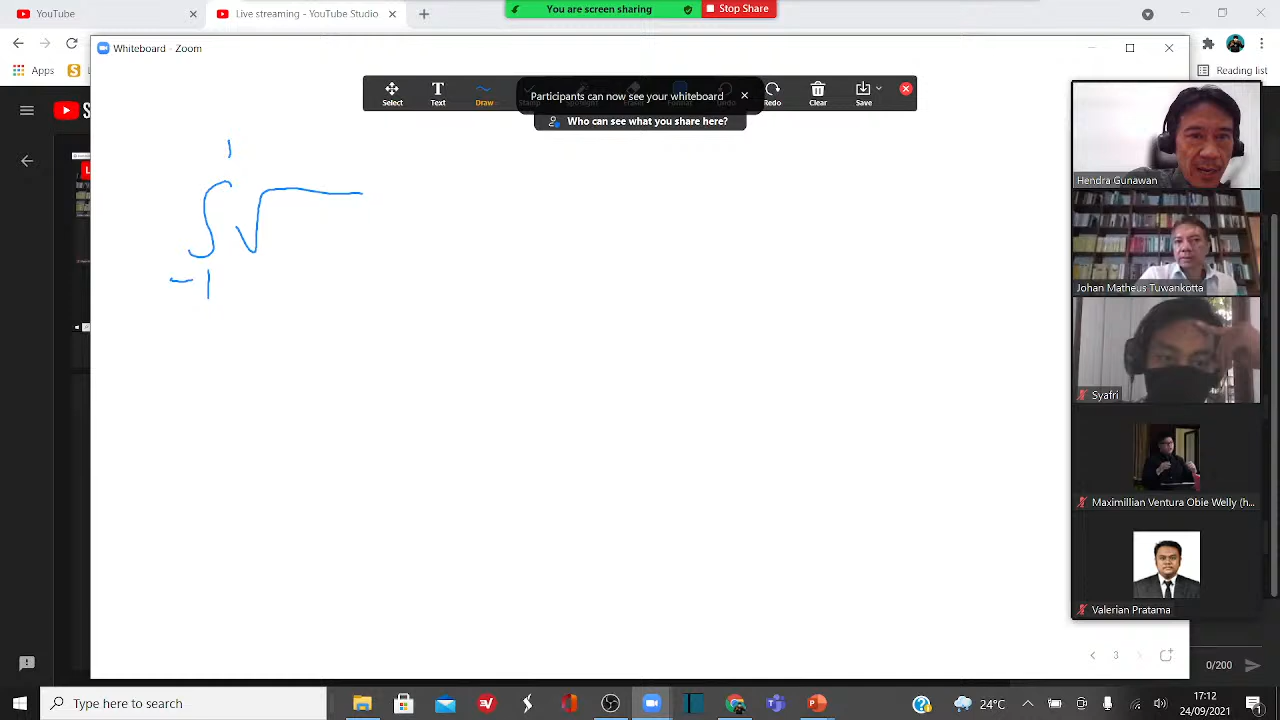 YouTube
Live streaming - YouTube Studio
You are screen sharing
Stop Share
Apps
Reading list
Whiteboard - Zoom
Select
Text
Draw
Redo
Clear
Save
Participants can now see your whiteboard
Who can see what you share here?
1
∫ √
-1
Hendra Gunawan
Johan Matheus Tuwankotta
Syafri
Maximillian Ventura Obie Welly (h...
Valerian Pratama
3
0/200
Type here to search
24°C
17:12
24/09/2021